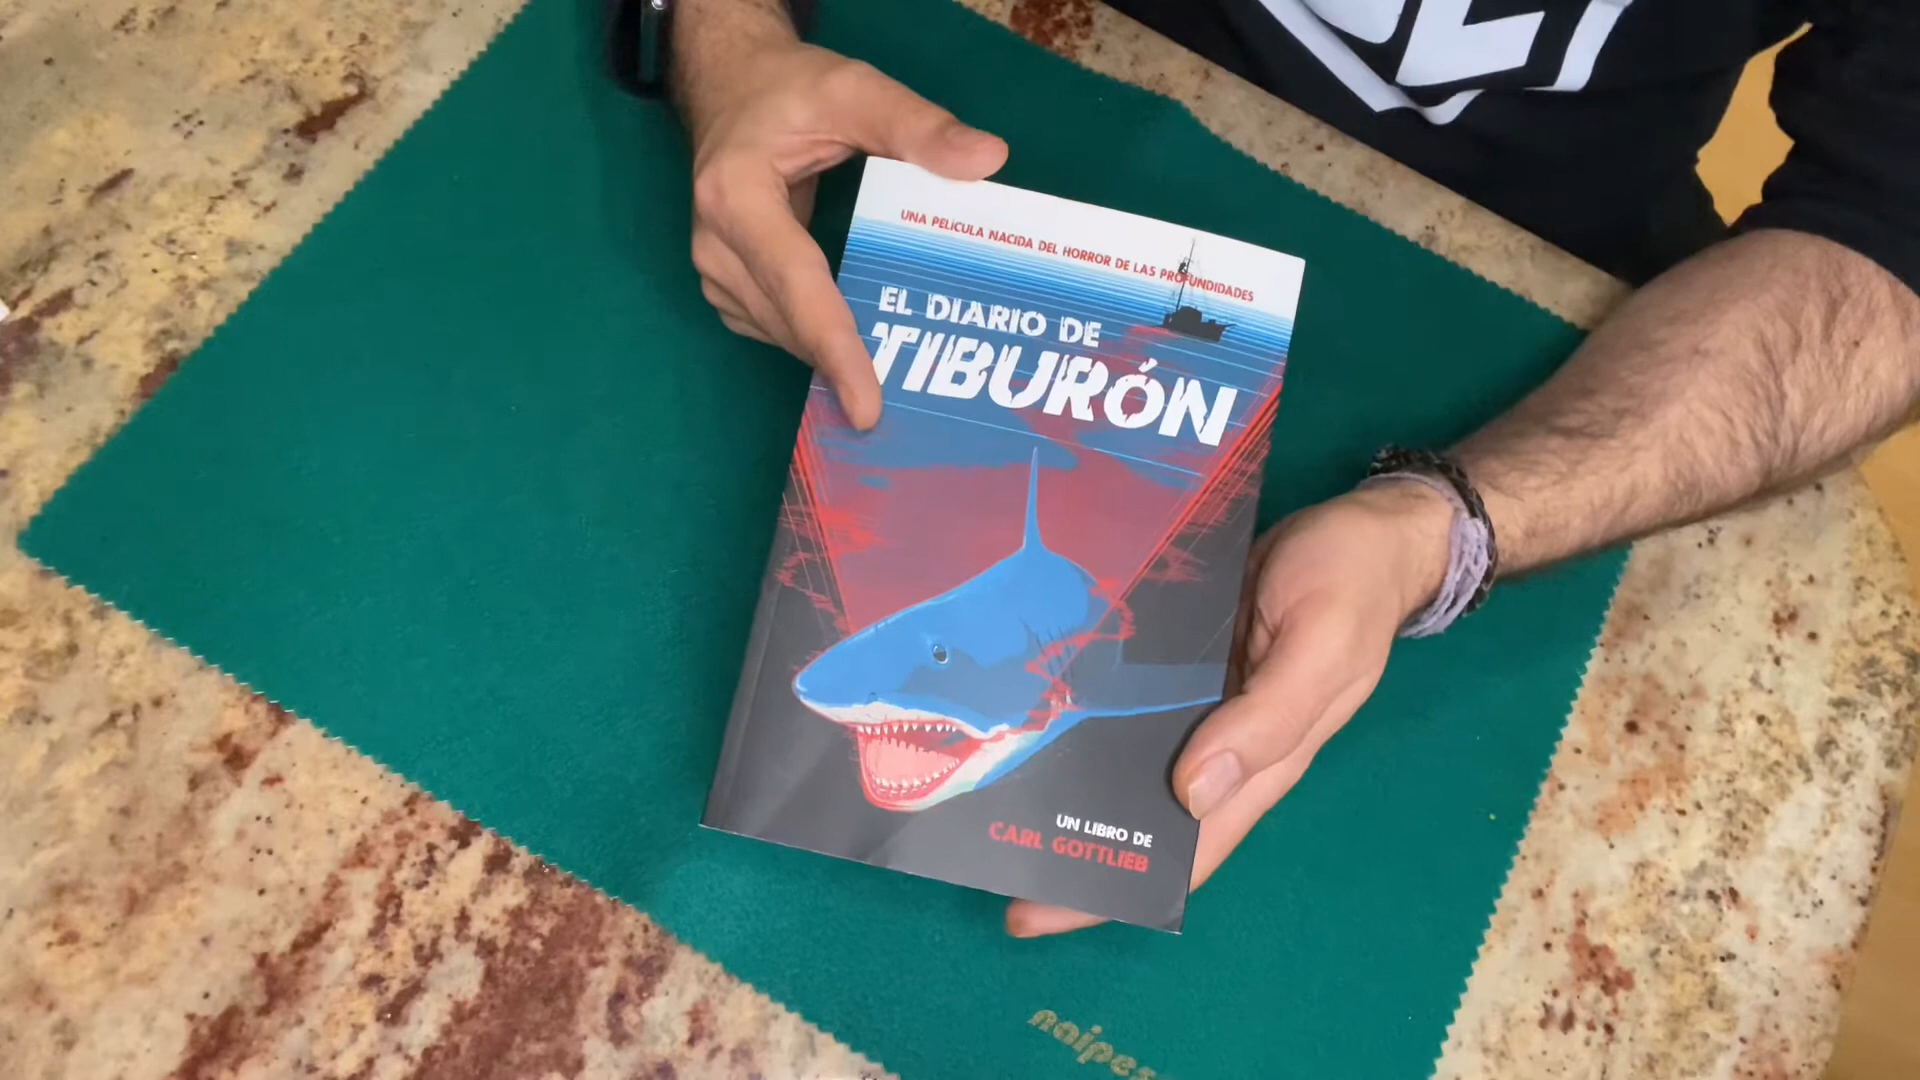 UNA PELÍCULA NACIDA DEL HORROR DE LAS PROFUNDIDADES
EL DIARIO DE
TIBURÓN
UN LIBRO DE
CARL GOTTLIEB
naipes